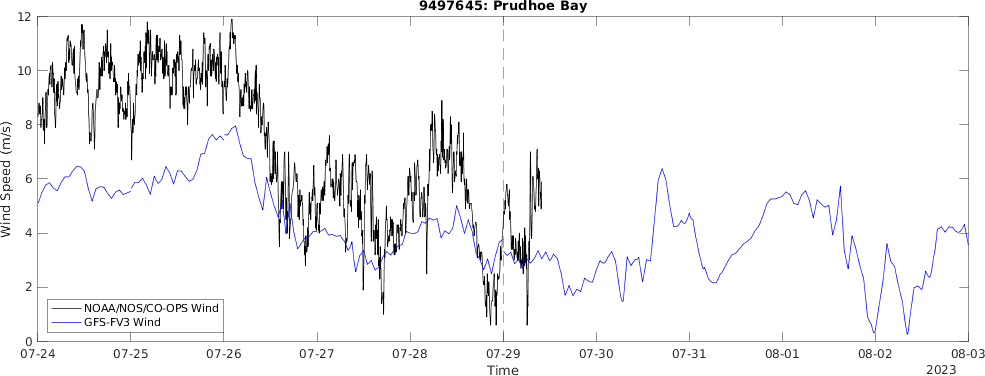 9497645: Prudhoe Bay
Wind Speed (m/s)
12
10
8
6
4
2
0
NOAA/NOS/CO-OPS Wind
GFS-FV3 Wind
07-24 07-25 07-26 07-27 07-28 07-29 07-30 07-31 08-01 08-02 08-03
Time
2023